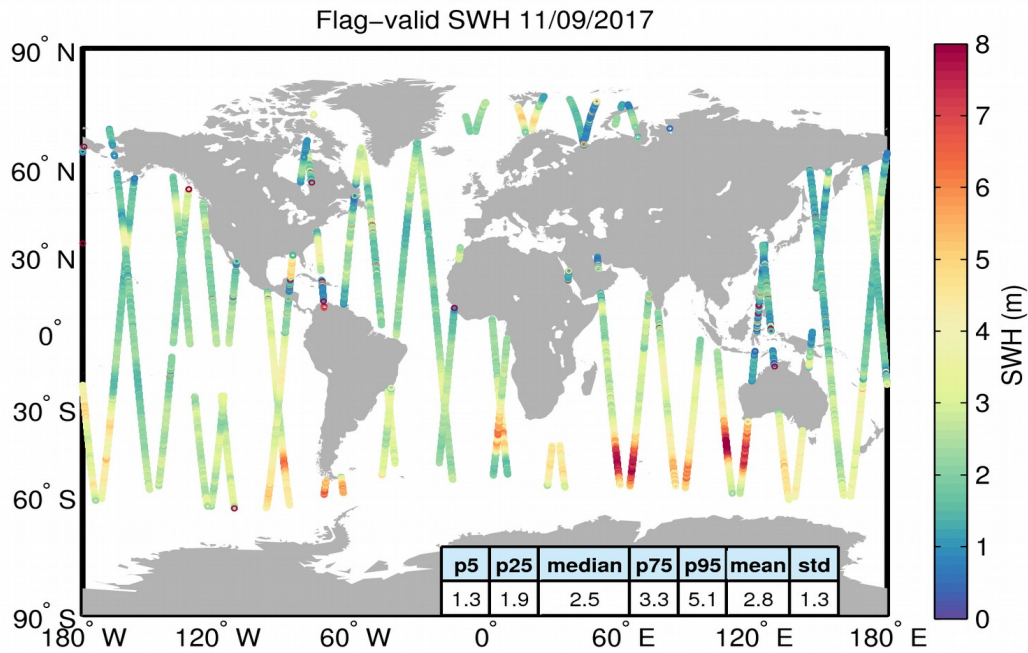 Flag−valid SWH 11/09/2017
90° N
60° N
30° N
0°
30° S
60° S
90° S
180° W
120° W
60° W
0°
60° E
120° E
180° E
p5 p25 median p75 p95 mean std
1.3 1.9 2.5 3.3 5.1 2.8 1.3
8
7
6
5
4
3
2
1
0
SWH (m)